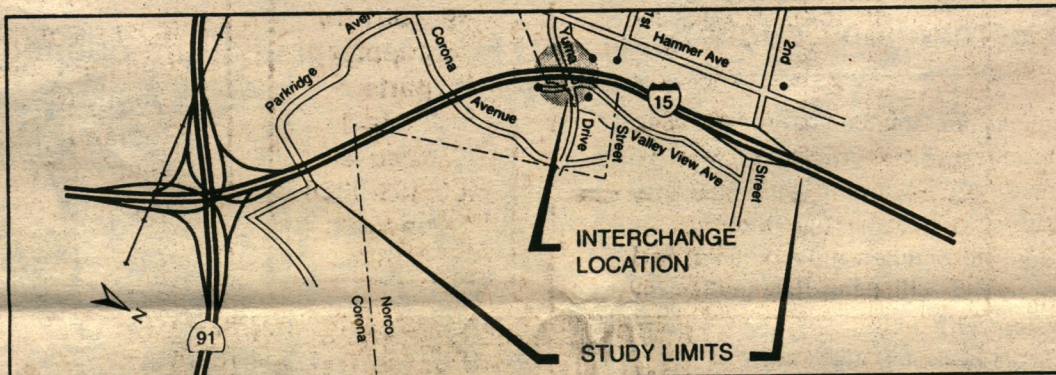 Parkridge
Avenue
Corona
Avenue
Yuma
Drive
1st
Street
Hamner Ave
2nd
Street
15
Valley View Ave
INTERCHANGE
LOCATION
N
Norco
Corona
91
STUDY LIMITS